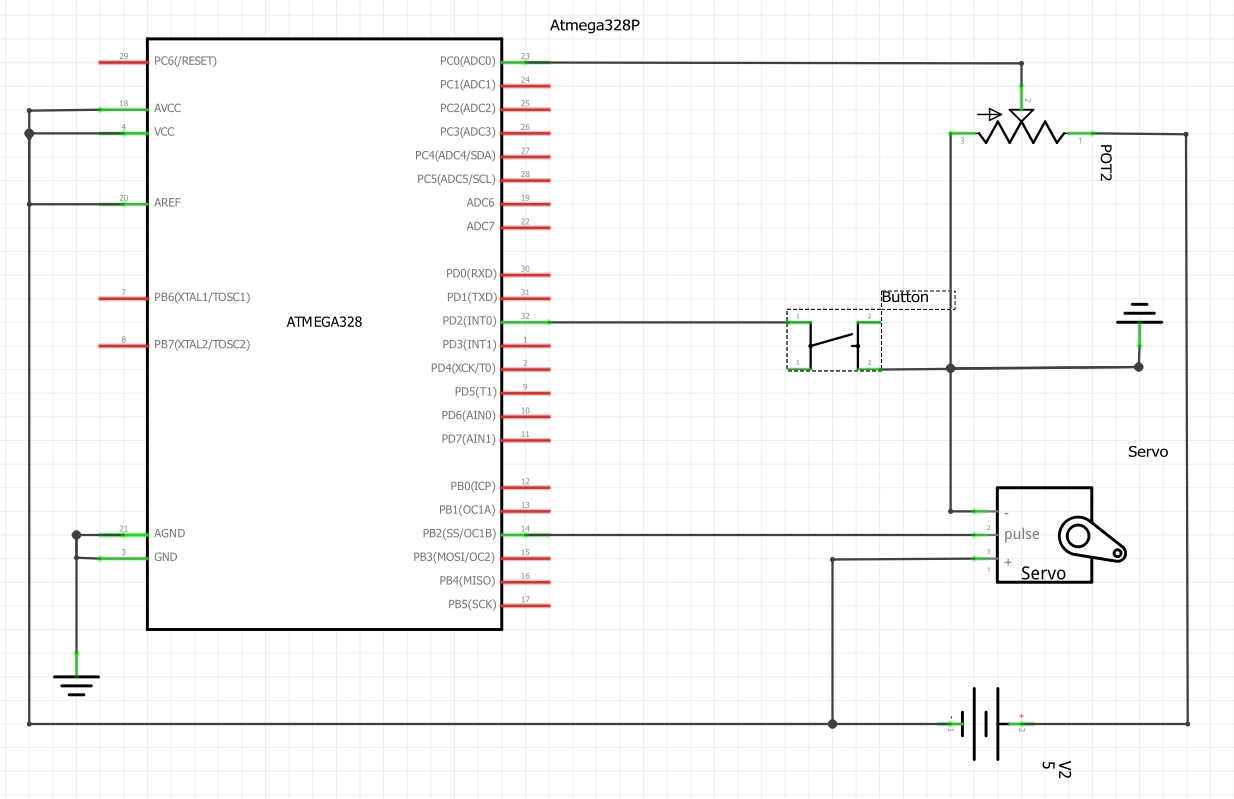 Atmega328P
29 PC6(/RESET)
PC0(ADC0) 23
PC1(ADC1) 24
18 AVCC
PC2(ADC2) 25
4 VCC
PC3(ADC3) 26
PC4(ADC4/SDA) 27
PC5(ADC5/SCL) 28
20 AREF
ADC6 19
ADC7 22
2
3
1
POT2
PD0(RXD) 30
7 PB6(XTAL1/TOSC1)
PD1(TXD) 31
ATMEGA328
PD2(INT0) 32
8 PB7(XTAL2/TOSC2)
PD3(INT1) 1
PD4(XCK/T0) 2
PD5(T1) 9
PD6(AIN0) 10
PD7(AIN1) 11
Button
1 2
1 2
Servo
PB0(ICP) 12
PB1(OC1A) 13
21 AGND
PB2(SS/OC1B) 14
3 GND
PB3(MOSI/OC2) 15
PB4(MISO) 16
PB5(SCK) 17
-
2 pulse
3 +
1
Servo
- +
1 2
V2
5